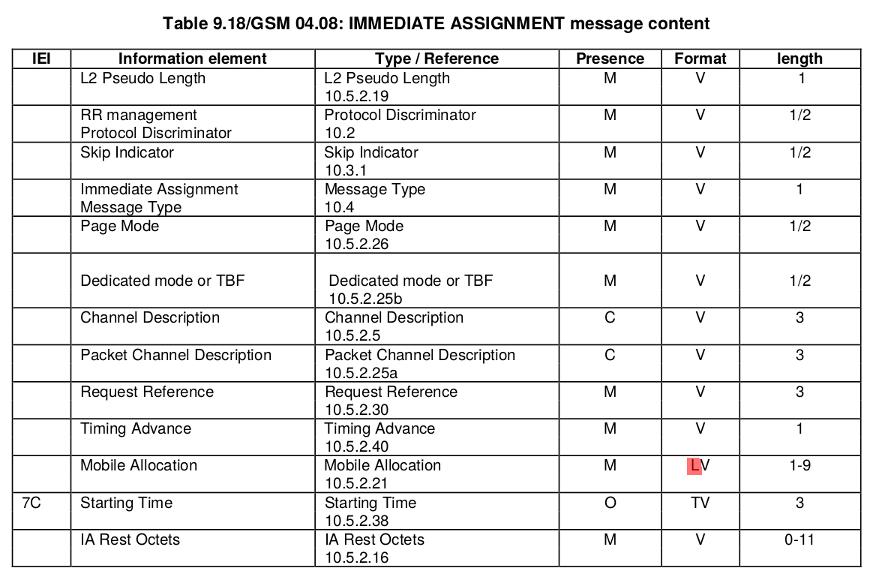 Table 9.18/GSM 04.08: IMMEDIATE ASSIGNMENT message content
IEI Information element Type / Reference Presence Format length
L2 Pseudo Length L2 Pseudo Length M V 1
10.5.2.19
RR management Protocol Discriminator M V 1/2
Protocol Discriminator 10.2
Skip Indicator Skip Indicator M V 1/2
10.3.1
Immediate Assignment Message Type M V 1
Message Type 10.4
Page Mode Page Mode M V 1/2
10.5.2.26
Dedicated mode or TBF Dedicated mode or TBF M V 1/2
10.5.2.25b
Channel Description Channel Description C V 3
10.5.2.5
Packet Channel Description Packet Channel Description C V 3
10.5.2.25a
Request Reference Request Reference M V 3
10.5.2.30
Timing Advance Timing Advance M V 1
10.5.2.40
Mobile Allocation Mobile Allocation M LV 1-9
10.5.2.21
7C Starting Time Starting Time O TV 3
10.5.2.38
IA Rest Octets IA Rest Octets M V 0-11
10.5.2.16